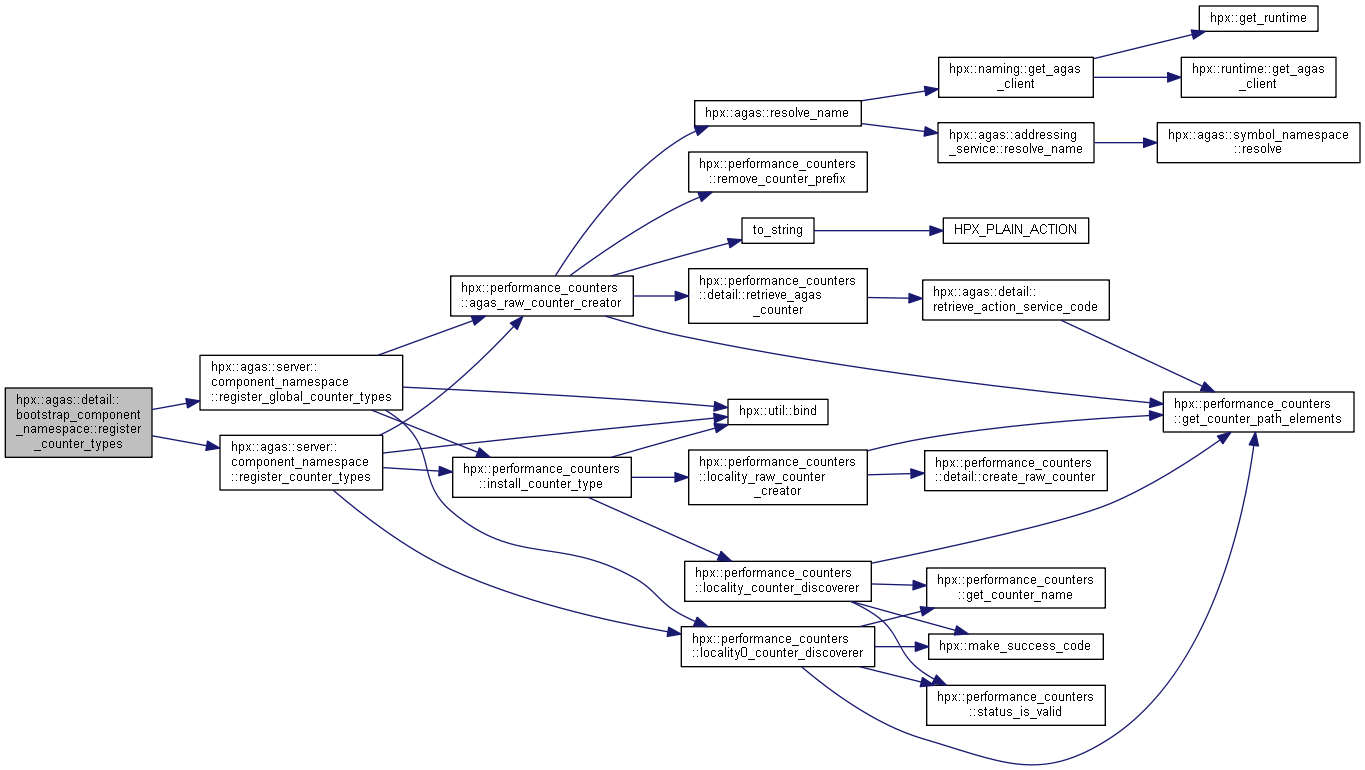 hpx::agas::detail::
bootstrap_component
_namespace::register
_counter_types
hpx::agas::server::
component_namespace
::register_global_counter_types
hpx::agas::server::
component_namespace
::register_counter_types
hpx::performance_counters
::agas_raw_counter_creator
hpx::performance_counters
::install_counter_type
hpx::agas::resolve_name
hpx::performance_counters
::remove_counter_prefix
to_string
hpx::performance_counters
::detail::retrieve_agas
_counter
hpx::util::bind
hpx::performance_counters
::locality_raw_counter
_creator
hpx::performance_counters
::locality_counter_discoverer
hpx::performance_counters
::locality0_counter_discoverer
hpx::naming::get_agas
_client
hpx::agas::addressing
_service::resolve_name
HPX_PLAIN_ACTION
hpx::agas::detail::
retrieve_action_service_code
hpx::performance_counters
::detail::create_raw_counter
hpx::performance_counters
::get_counter_name
hpx::make_success_code
hpx::performance_counters
::status_is_valid
hpx::get_runtime
hpx::runtime::get_agas
_client
hpx::agas::symbol_namespace
::resolve
hpx::performance_counters
::get_counter_path_elements